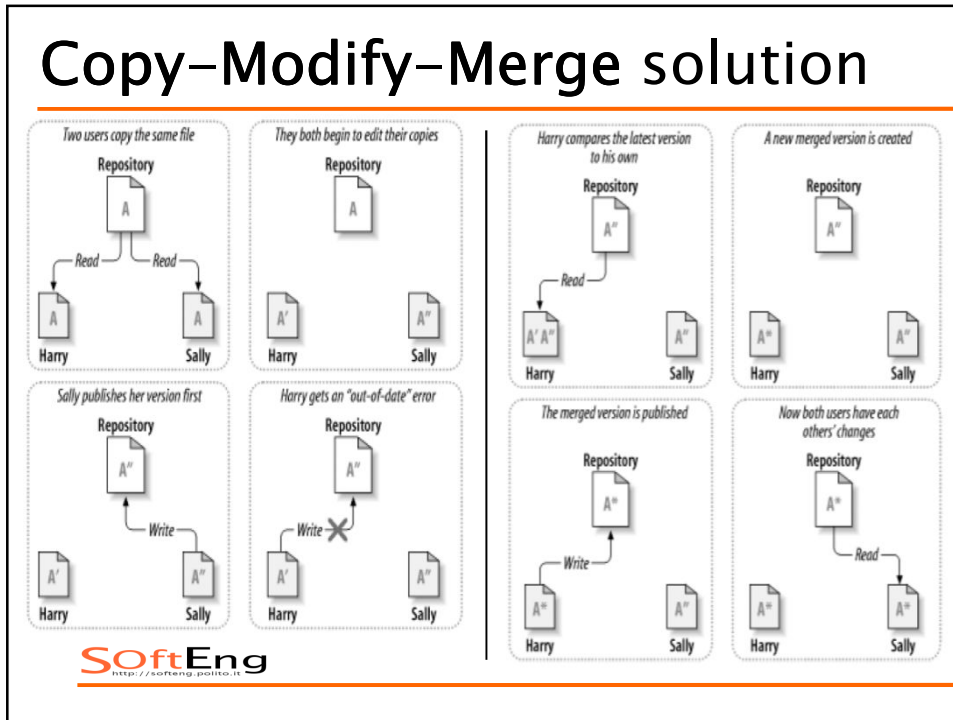 Copy-Modify-Merge solution
Two users copy the same file
Repository
A
Read
Read
A
A
Harry
Sally
They both begin to edit their copies
Repository
A
A'
A"
Harry
Sally
Sally publishes her version first
Repository
A"
Write
A'
A"
Harry
Sally
Harry gets an "out-of-date" error
Repository
A"
Write
A'
A"
Harry
Sally
Harry compares the latest version
to his own
Repository
A"
Read
A' A"
A"
Harry
Sally
A new merged version is created
Repository
A"
A*
A"
Harry
Sally
The merged version is published
Repository
A*
Write
A*
A"
Harry
Sally
Now both users have each
others' changes
Repository
A*
Read
A*
A*
Harry
Sally
SOftEng
http://softeng.polito.it